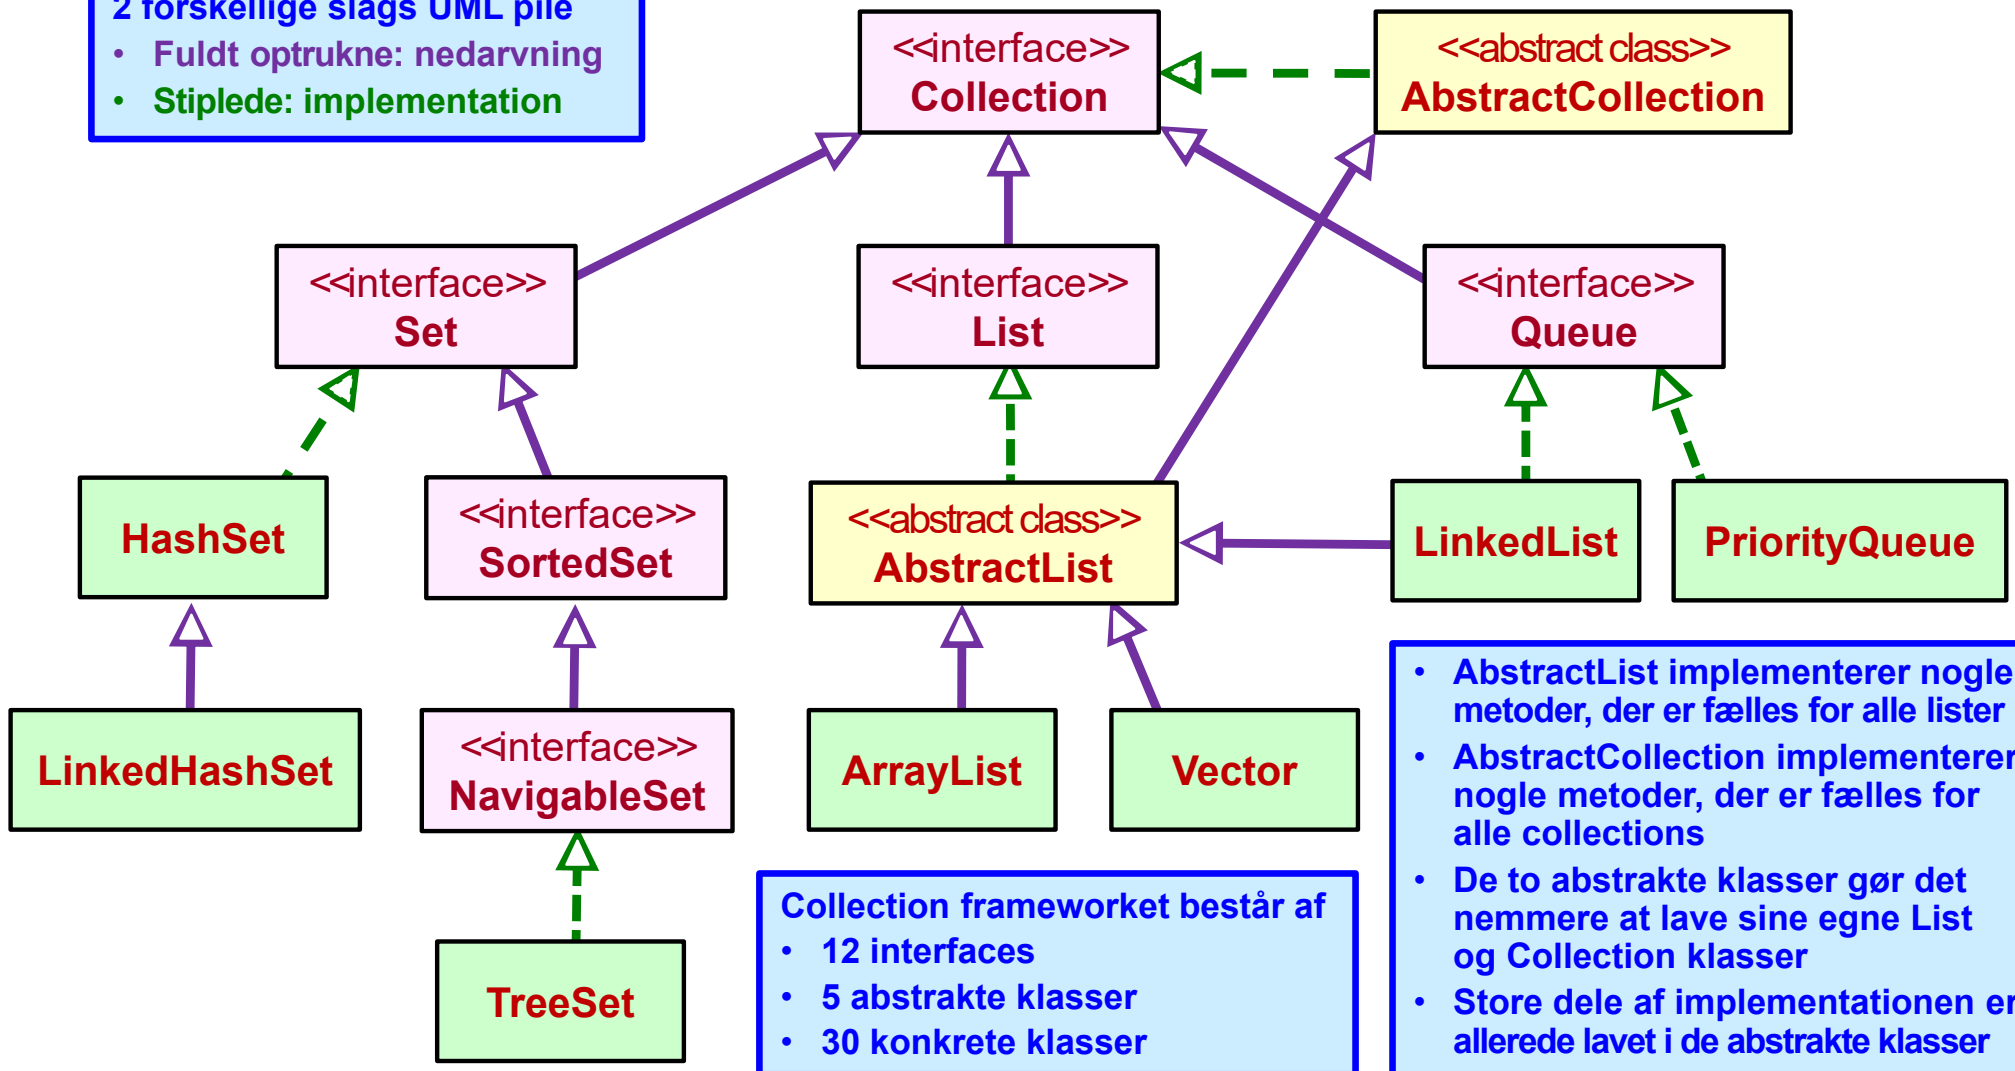 2 forskellige slags UML pile
• Fuldt optrukne: nedarvning
• Stiplede: implementation
<<interface>>
Collection
<<abstract class>>
AbstractCollection
<<interface>>
Set
<<interface>>
List
<<interface>>
Queue
HashSet
<<interface>>
SortedSet
<<abstract class>>
AbstractList
LinkedList
PriorityQueue
LinkedHashSet
<<interface>>
NavigableSet
ArrayList
Vector
TreeSet
Collection frameworket består af
• 12 interfaces
• 5 abstrakte klasser
• 30 konkrete klasser
• AbstractList implementerer nogle
metoder, der er fælles for alle lister
• AbstractCollection implementerer
nogle metoder, der er fælles for
alle collections
• De to abstrakte klasser gør det
nemmere at lave sine egne List
og Collection klasser
• Store dele af implementationen er
allerede lavet i de abstrakte klasser